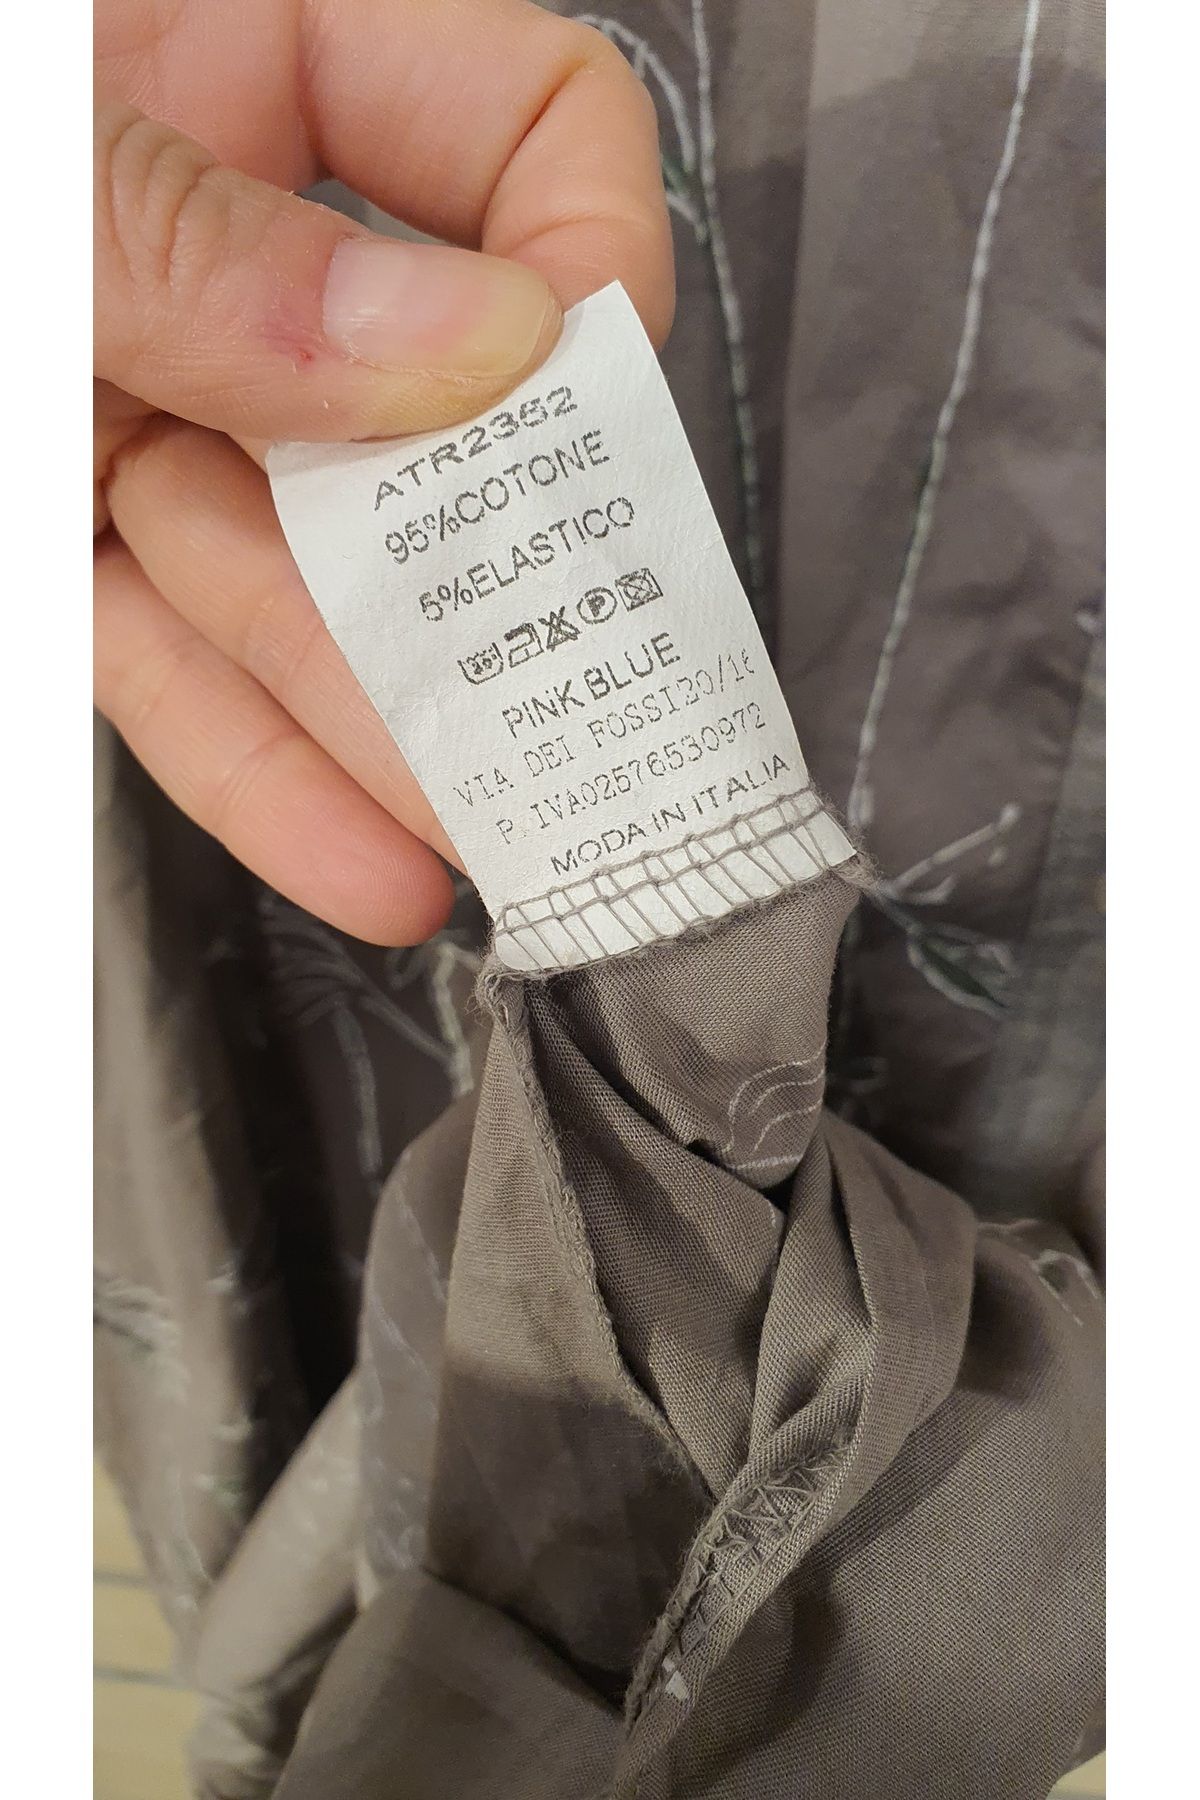 ATR2352
95%COTONE
5%ELASTICO
PINK BLUE
VIA DEI FOSSI20/16
P.IVA02576530972
MODA IN ITALIA